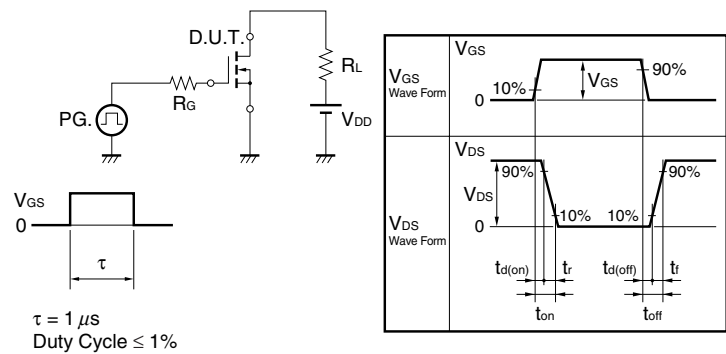 D.U.T.
RL
RG
PG.
VDD
VGS
0
τ
τ = 1 μs
Duty Cycle ≤ 1%
VGS
Wave Form
VGS
10%
VGS
90%
0
VDS
Wave Form
VDS
90%
VDS
90%
10%
10%
0
td(on)
tr
td(off)
tf
ton
toff